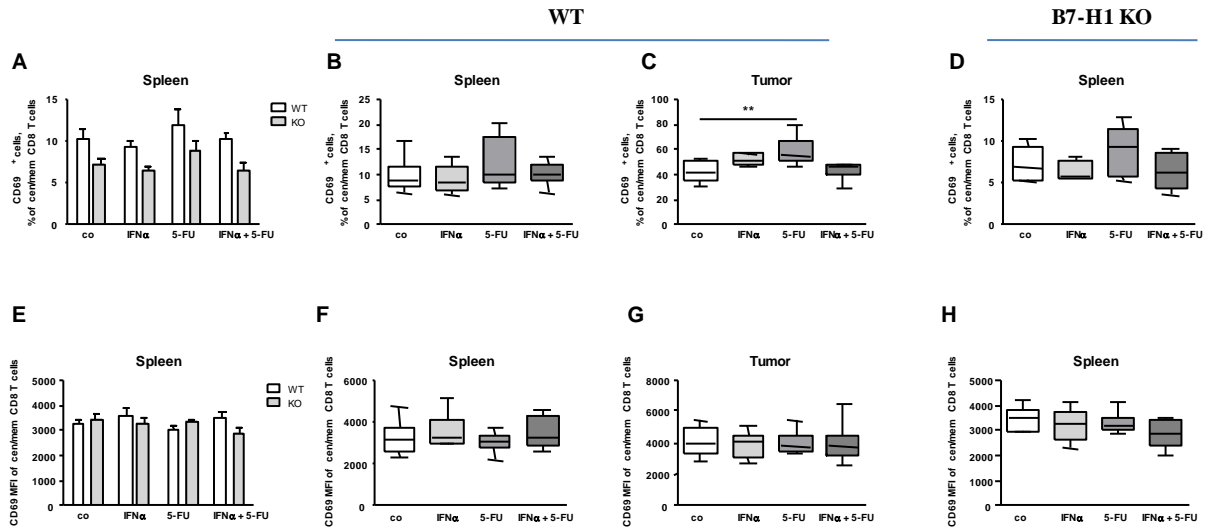 WT
B7-H1 KO
A
Spleen
CD69 +cells,
% of cen/mem CD8 T cells
15
10
5
0
co IFNα 5-FU IFNα + 5-FU
WT
KO
B
Spleen
CD69 +cells,
% of cen/mem CD8 T cells
25
20
15
10
5
0
co IFNα 5-FU IFNα + 5-FU
C
Tumor
CD69 +cells,
% of cen/mem CD8 T cells
100
80
60
40
20
0
**
co IFNα 5-FU IFNα + 5-FU
D
Spleen
CD69 +cells,
% of cen/mem CD8 T cells
15
10
5
0
co IFNα 5-FU IFNα + 5-FU
E
Spleen
CD69 MFI of cen/mem CD8 T cells
5000
4000
3000
2000
1000
0
co IFNα 5-FU IFNα + 5-FU
WT
KO
F
Spleen
CD69 MFI of cen/mem CD8 T cells
6000
4000
2000
0
co IFNα 5-FU IFNα + 5-FU
G
Tumor
CD69 MFI of cen/mem CD8 T cells
8000
6000
4000
2000
0
co IFNα 5-FU IFNα + 5-FU
H
Spleen
CD69 MFI of cen/mem CD8 T cells
5000
4000
3000
2000
1000
0
co IFNα 5-FU IFNα + 5-FU